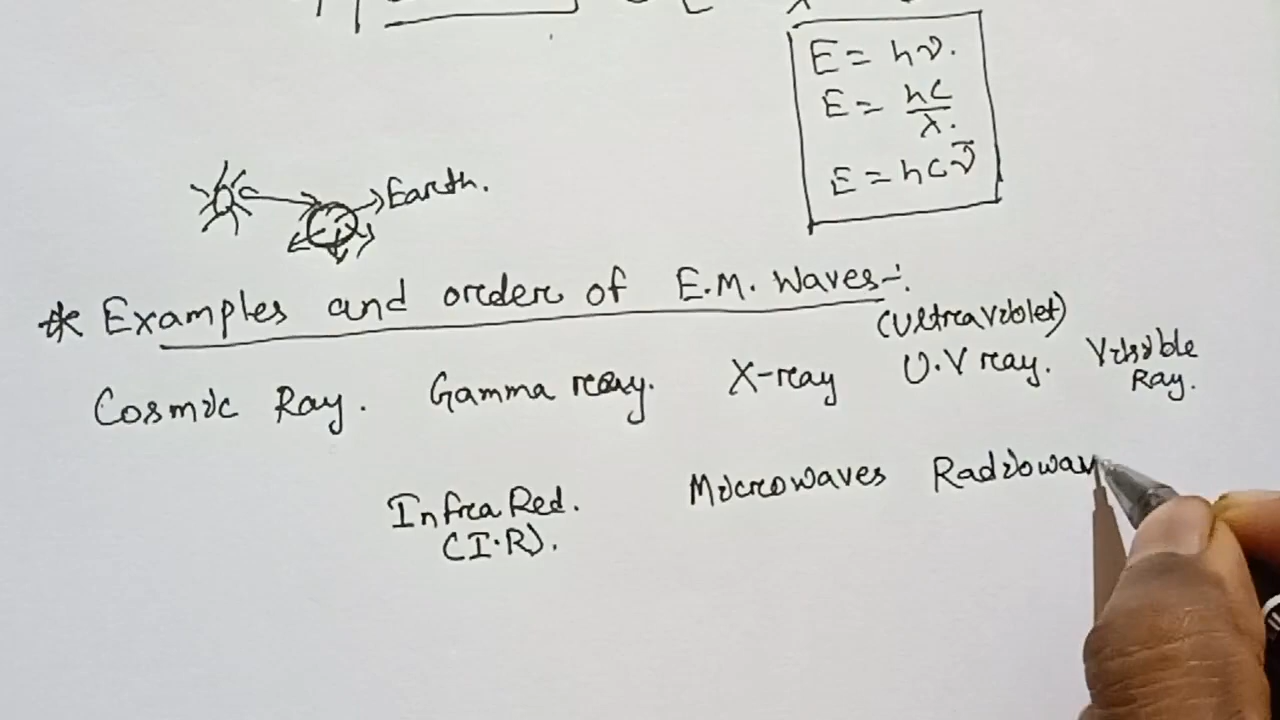 E = hν.
E = hc/λ.
E = hcν̄
Earth.
* Examples and order of E.M. Waves:-
(Ultraviolet)
Cosmic Ray. Gamma ray. X-ray U.V ray. Visible Ray.
Infra Red. Microwaves Radiowav
(I.R).